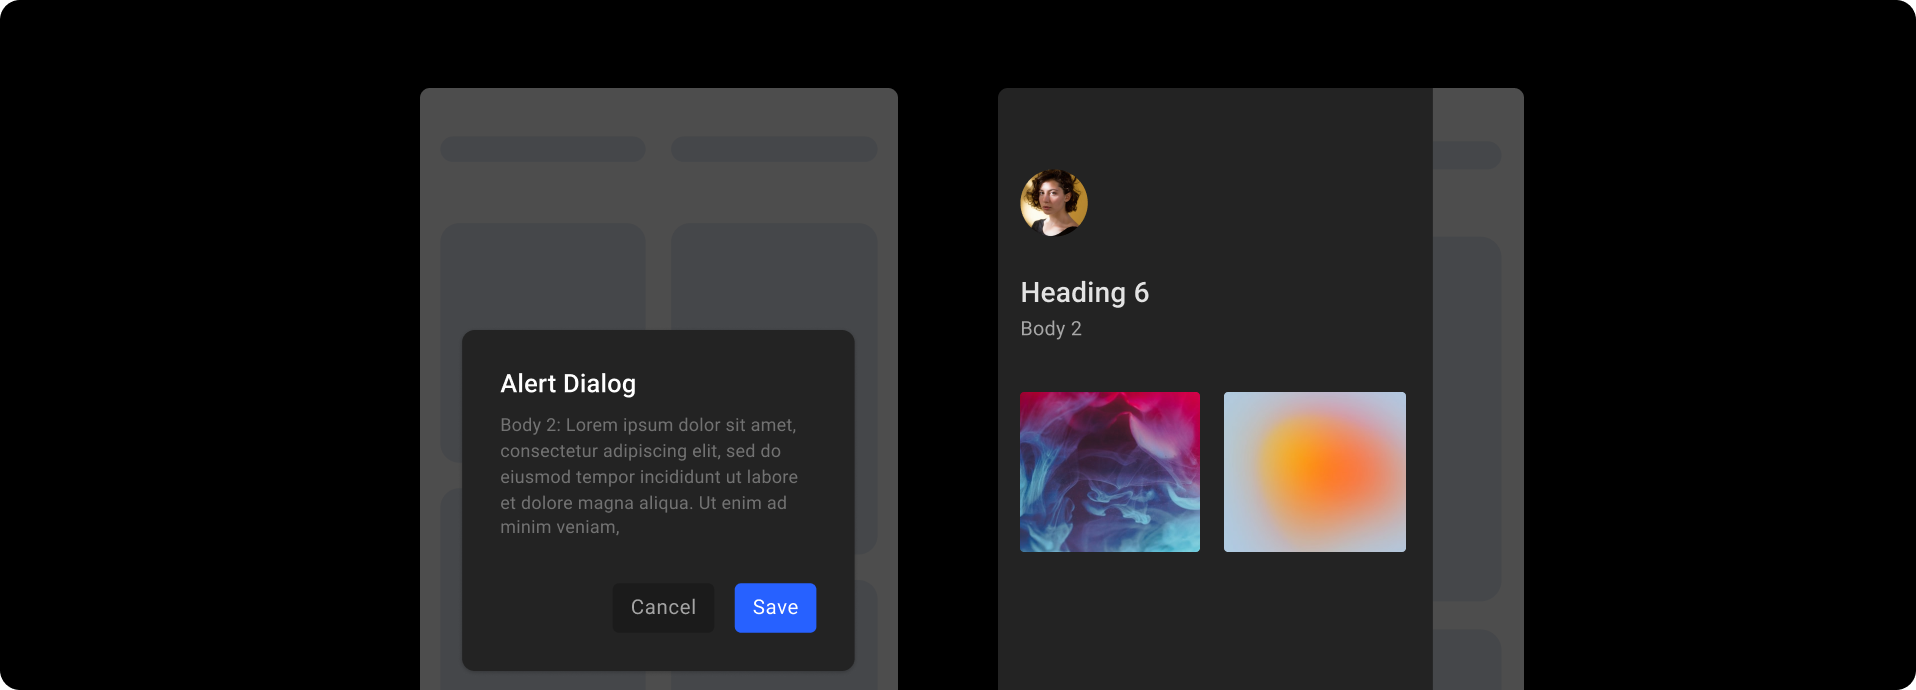 Alert Dialog
Body 2: Lorem ipsum dolor sit amet,
consectetur adipiscing elit, sed do
eiusmod tempor incididunt ut labore
et dolore magna aliqua. Ut enim ad
minim veniam,
Cancel
Save
Heading 6
Body 2